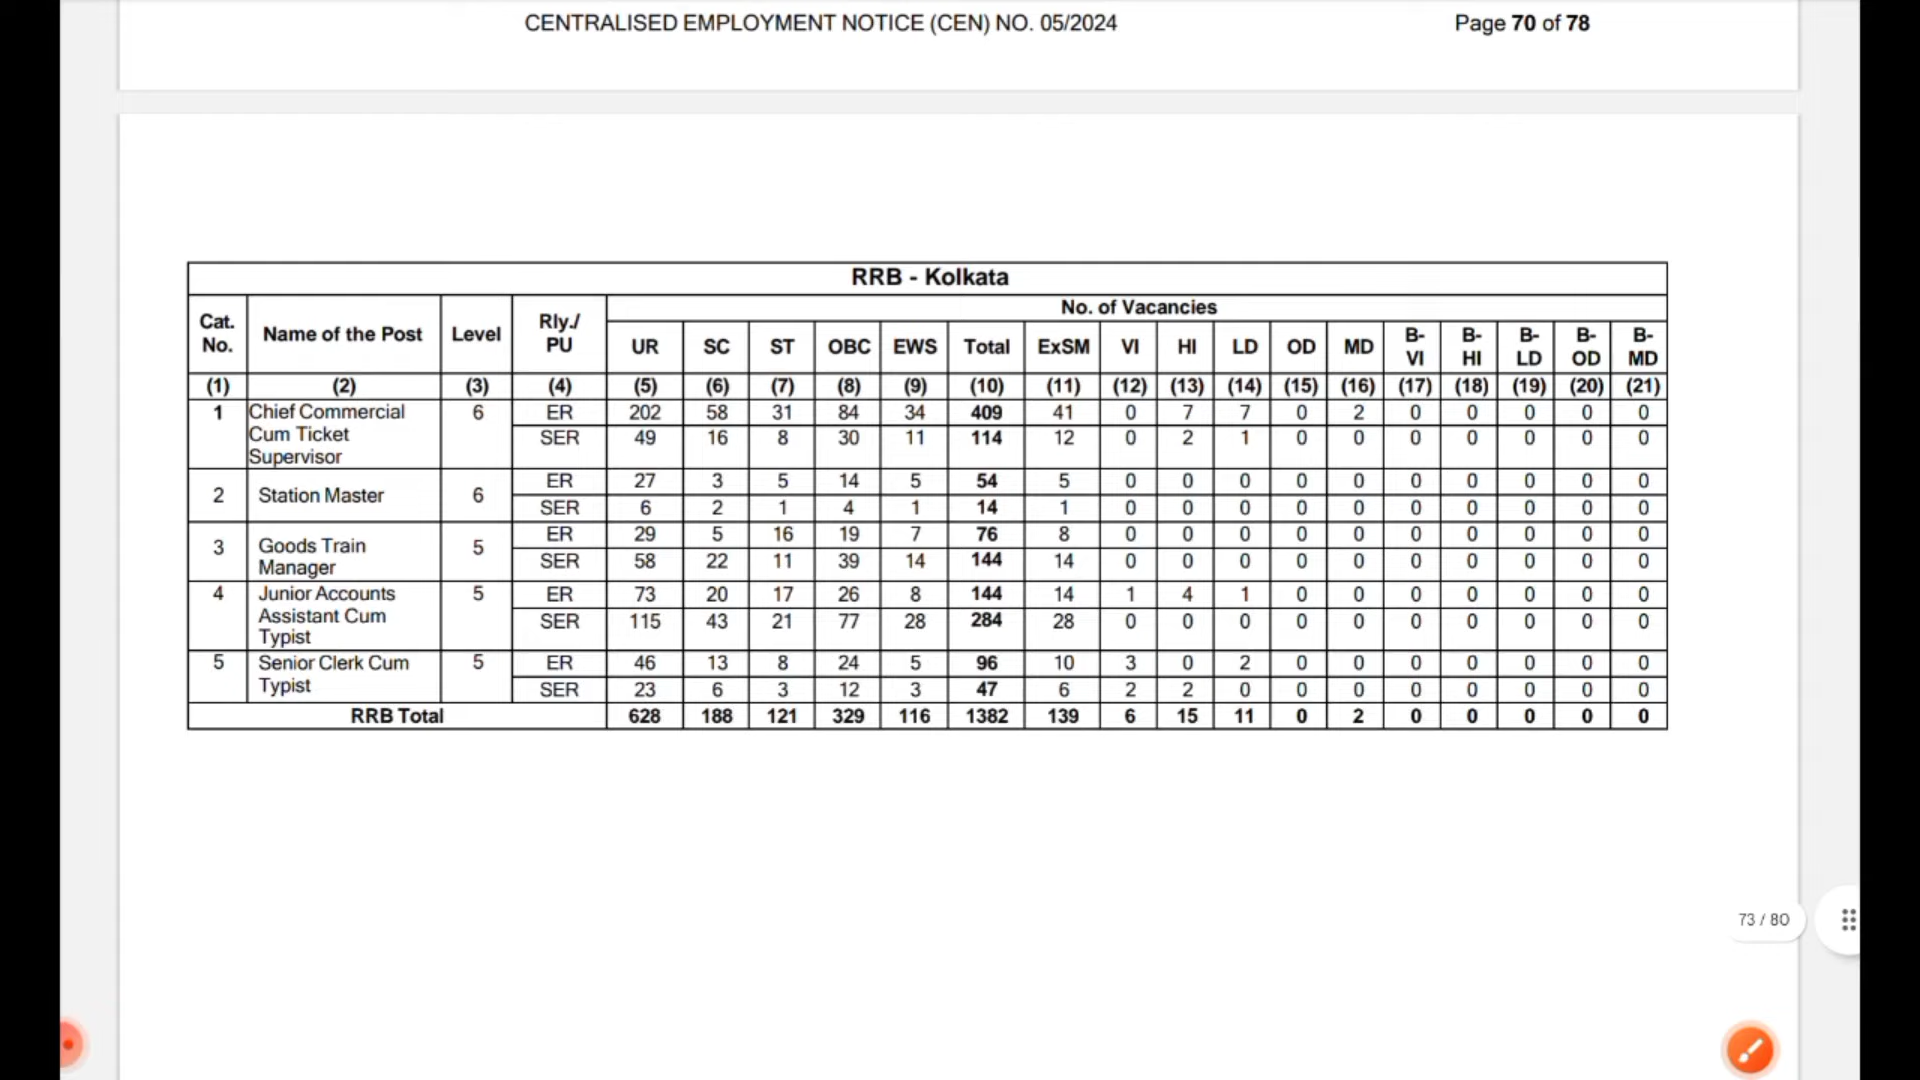 CENTRALISED EMPLOYMENT NOTICE (CEN) NO. 05/2024 Page 70 of 78
RRB - Kolkata
Cat. No. Name of the Post Level Rly./ PU No. of Vacancies
UR SC ST OBC EWS Total ExSM VI HI LD OD MD B-VI B-HI B-LD B-OD B-MD
(1) (2) (3) (4) (5) (6) (7) (8) (9) (10) (11) (12) (13) (14) (15) (16) (17) (18) (19) (20) (21)
1 Chief Commercial Cum Ticket Supervisor 6 ER 202 58 31 84 34 409 41 0 7 7 0 2 0 0 0 0 0
SER 49 16 8 30 11 114 12 0 2 1 0 0 0 0 0 0 0
2 Station Master 6 ER 27 3 5 14 5 54 5 0 0 0 0 0 0 0 0 0 0
SER 6 2 1 4 1 14 1 0 0 0 0 0 0 0 0 0 0
3 Goods Train Manager 5 ER 29 5 16 19 7 76 8 0 0 0 0 0 0 0 0 0 0
SER 58 22 11 39 14 144 14 0 0 0 0 0 0 0 0 0 0
4 Junior Accounts Assistant Cum Typist 5 ER 73 20 17 26 8 144 14 1 4 1 0 0 0 0 0 0 0
SER 115 43 21 77 28 284 28 0 0 0 0 0 0 0 0 0 0
5 Senior Clerk Cum Typist 5 ER 46 13 8 24 5 96 10 3 0 2 0 0 0 0 0 0 0
SER 23 6 3 12 3 47 6 2 2 0 0 0 0 0 0 0 0
RRB Total 628 188 121 329 116 1382 139 6 15 11 0 2 0 0 0 0 0
73 / 80